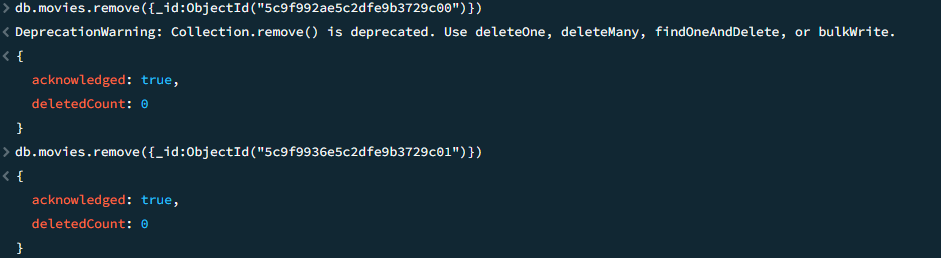 > db.movies.remove({_id:ObjectId("5c9f992ae5c2dfe9b3729c00")})
< DeprecationWarning: Collection.remove() is deprecated. Use deleteOne, deleteMany, findOneAndDelete, or bulkWrite.
< {
acknowledged: true,
deletedCount: 0
}
> db.movies.remove({_id:ObjectId("5c9f9936e5c2dfe9b3729c01")})
< {
acknowledged: true,
deletedCount: 0
}